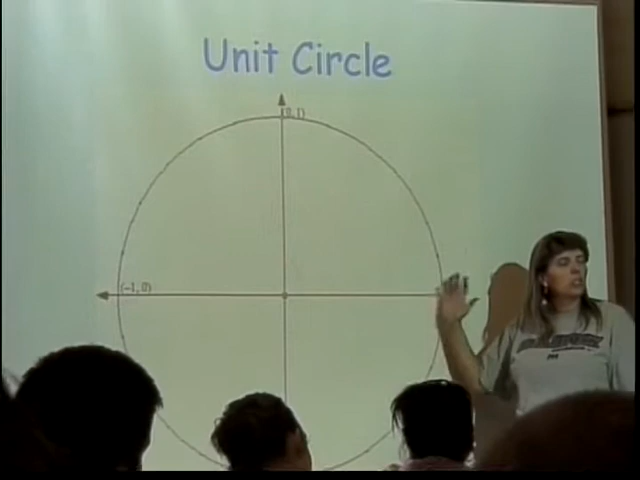 Unit Circle
(0, 1)
(-1, 0)